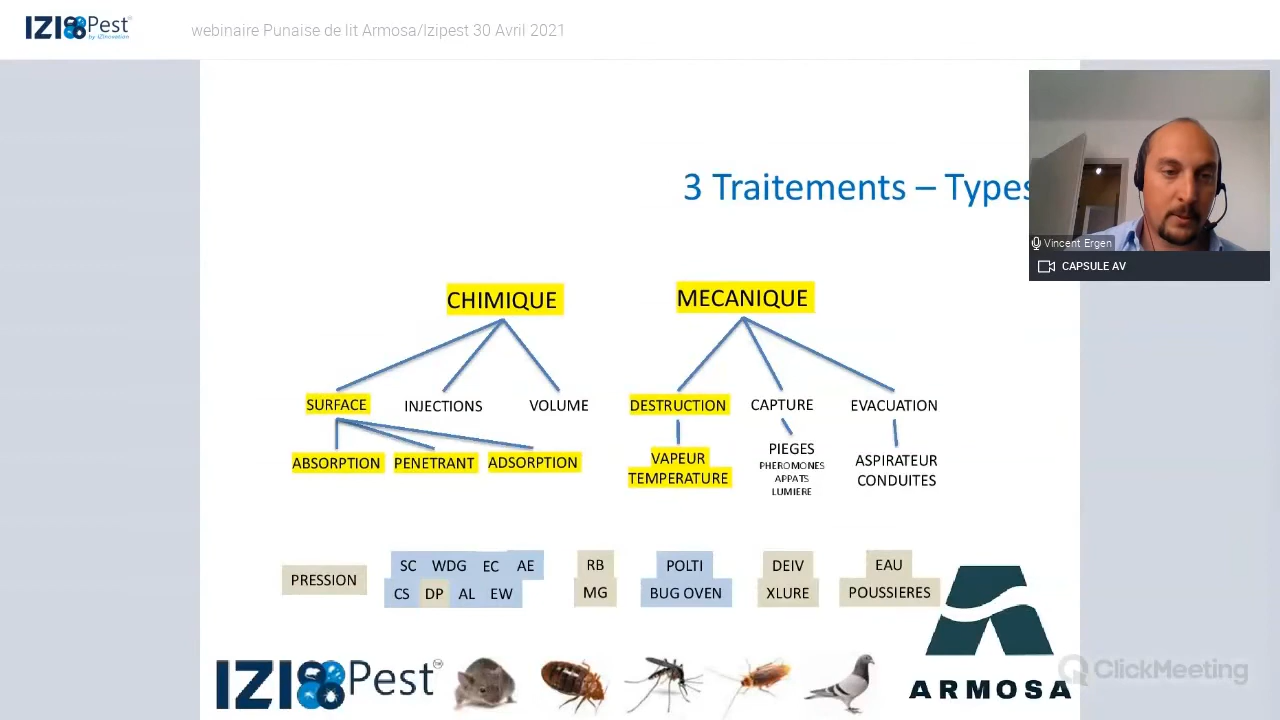 IZI Pest
by IZInovation
webinaire Punaise de lit Armosa/Izipest 30 Avril 2021
3 Traitements – Types
Vincent Ergen
CAPSULE AV
CHIMIQUE
MECANIQUE
SURFACE
INJECTIONS
VOLUME
DESTRUCTION
CAPTURE
EVACUATION
ABSORPTION
PENETRANT
ADSORPTION
VAPEUR
TEMPERATURE
PIEGES
PHEROMONES
APPATS
LUMIERE
ASPIRATEUR
CONDUITES
PRESSION
SC WDG EC AE
CS DP AL EW
RB
MG
POLTI
BUG OVEN
DEIV
XLURE
EAU
POUSSIERES
IZI Pest™
ARMOSA
ClickMeeting